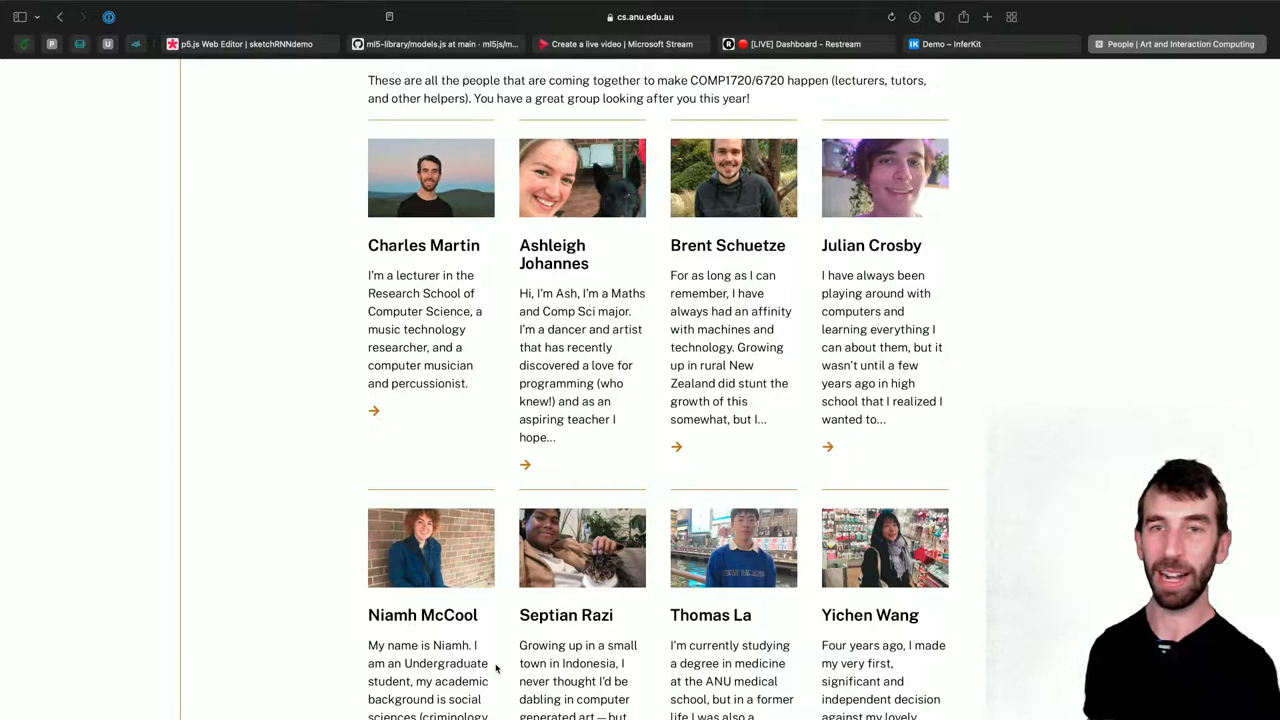 cs.anu.edu.au
p5.js Web Editor | sketchRNNdemo
ml5-library/models.js at main · ml5js/m...
Create a live video | Microsoft Stream
[LIVE] Dashboard - Restream
Demo – InferKit
People | Art and Interaction Computing
These are all the people that are coming together to make COMP1720/6720 happen (lecturers, tutors,
and other helpers). You have a great group looking after you this year!
Charles Martin
I'm a lecturer in the
Research School of
Computer Science, a
music technology
researcher, and a
computer musician
and percussionist.
Ashleigh
Johannes
Hi, I'm Ash, I'm a Maths
and Comp Sci major.
I'm a dancer and artist
that has recently
discovered a love for
programming (who
knew!) and as an
aspiring teacher I
hope...
Brent Schuetze
For as long as I can
remember, I have
always had an affinity
with machines and
technology. Growing
up in rural New
Zealand did stunt the
growth of this
somewhat, but I...
Julian Crosby
I have always been
playing around with
computers and
learning everything I
can about them, but it
wasn't until a few
years ago in high
school that I realized I
wanted to...
Niamh McCool
My name is Niamh. I
am an Undergraduate
student, my academic
background is social
sciences (criminology
Septian Razi
Growing up in a small
town in Indonesia, I
never thought I'd be
dabling in computer
generated art — but
Thomas La
I'm currently studying
a degree in medicine
at the ANU medical
school, but in a former
life I was also a
Yichen Wang
Four years ago, I made
my very first,
significant and
independent decision
against my lovely